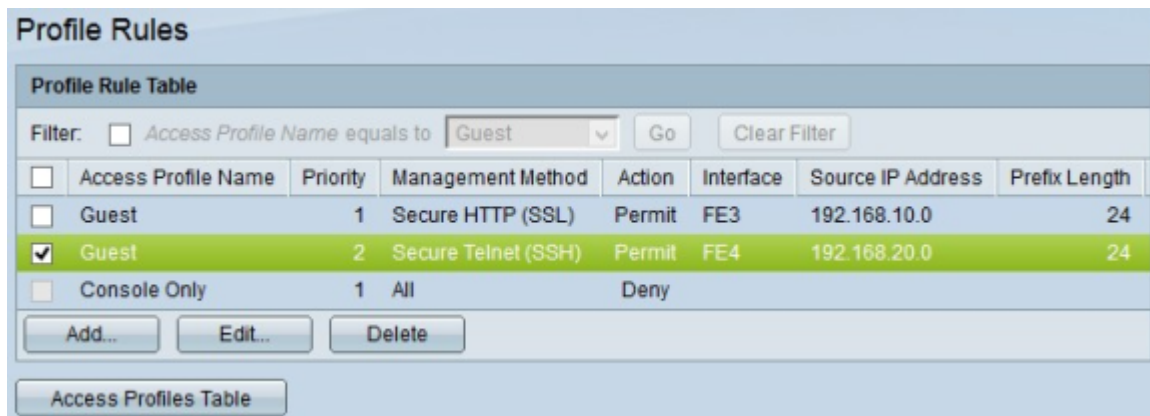 Profile Rules
Profile Rule Table
Filter: Access Profile Name equals to Guest Go Clear Filter
Access Profile Name Priority Management Method Action Interface Source IP Address Prefix Length
Guest 1 Secure HTTP (SSL) Permit FE3 192.168.10.0 24
Guest 2 Secure Telnet (SSH) Permit FE4 192.168.20.0 24
Console Only 1 All Deny
Add... Edit... Delete
Access Profiles Table